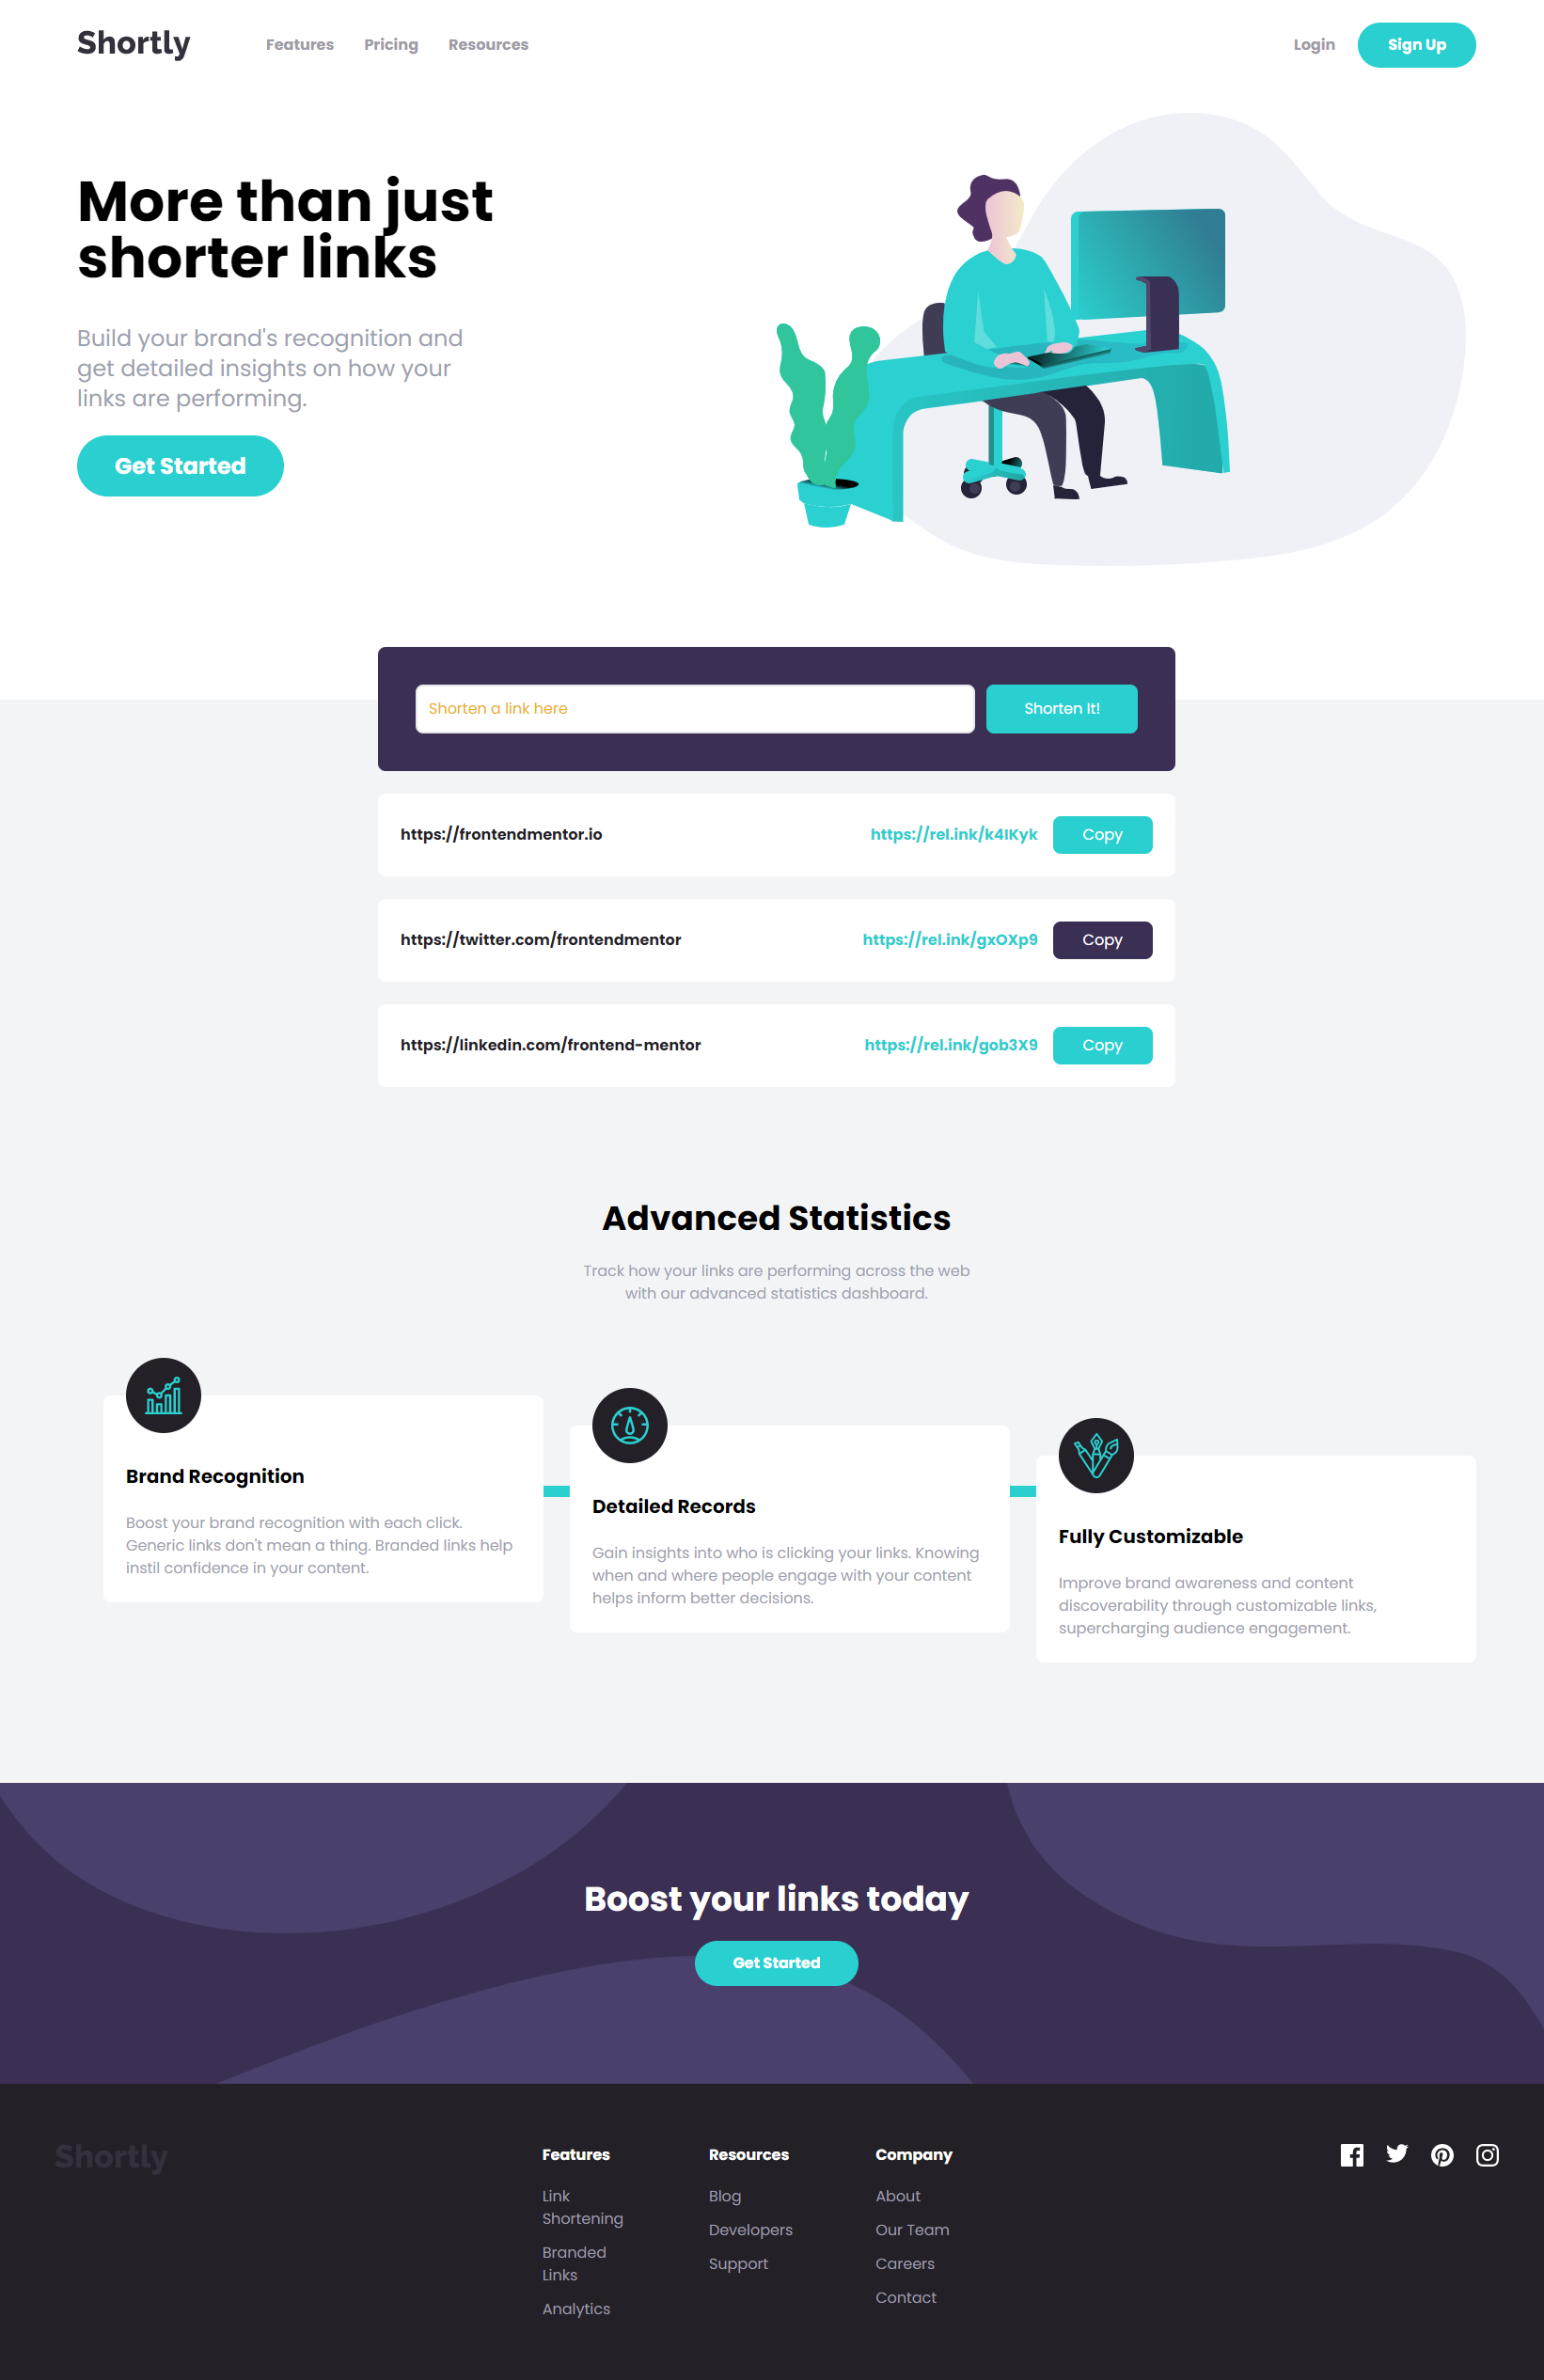 Shortly
Features
Pricing
Resources
Login
Sign Up
More than just
shorter links
Build your brand's recognition and
get detailed insights on how your
links are performing.
Get Started
Shorten a link here
Shorten It!
https://frontendmentor.io
https://rel.ink/k4lKyk
Copy
https://twitter.com/frontendmentor
https://rel.ink/gxOXp9
Copy
https://linkedin.com/frontend-mentor
https://rel.ink/gob3X9
Copy
Advanced Statistics
Track how your links are performing across the web
with our advanced statistics dashboard.
Brand Recognition
Boost your brand recognition with each click.
Generic links don't mean a thing. Branded links help
instil confidence in your content.
Detailed Records
Gain insights into who is clicking your links. Knowing
when and where people engage with your content
helps inform better decisions.
Fully Customizable
Improve brand awareness and content
discoverability through customizable links,
supercharging audience engagement.
Boost your links today
Get Started
Shortly
Features
Link
Shortening
Branded
Links
Analytics
Resources
Blog
Developers
Support
Company
About
Our Team
Careers
Contact